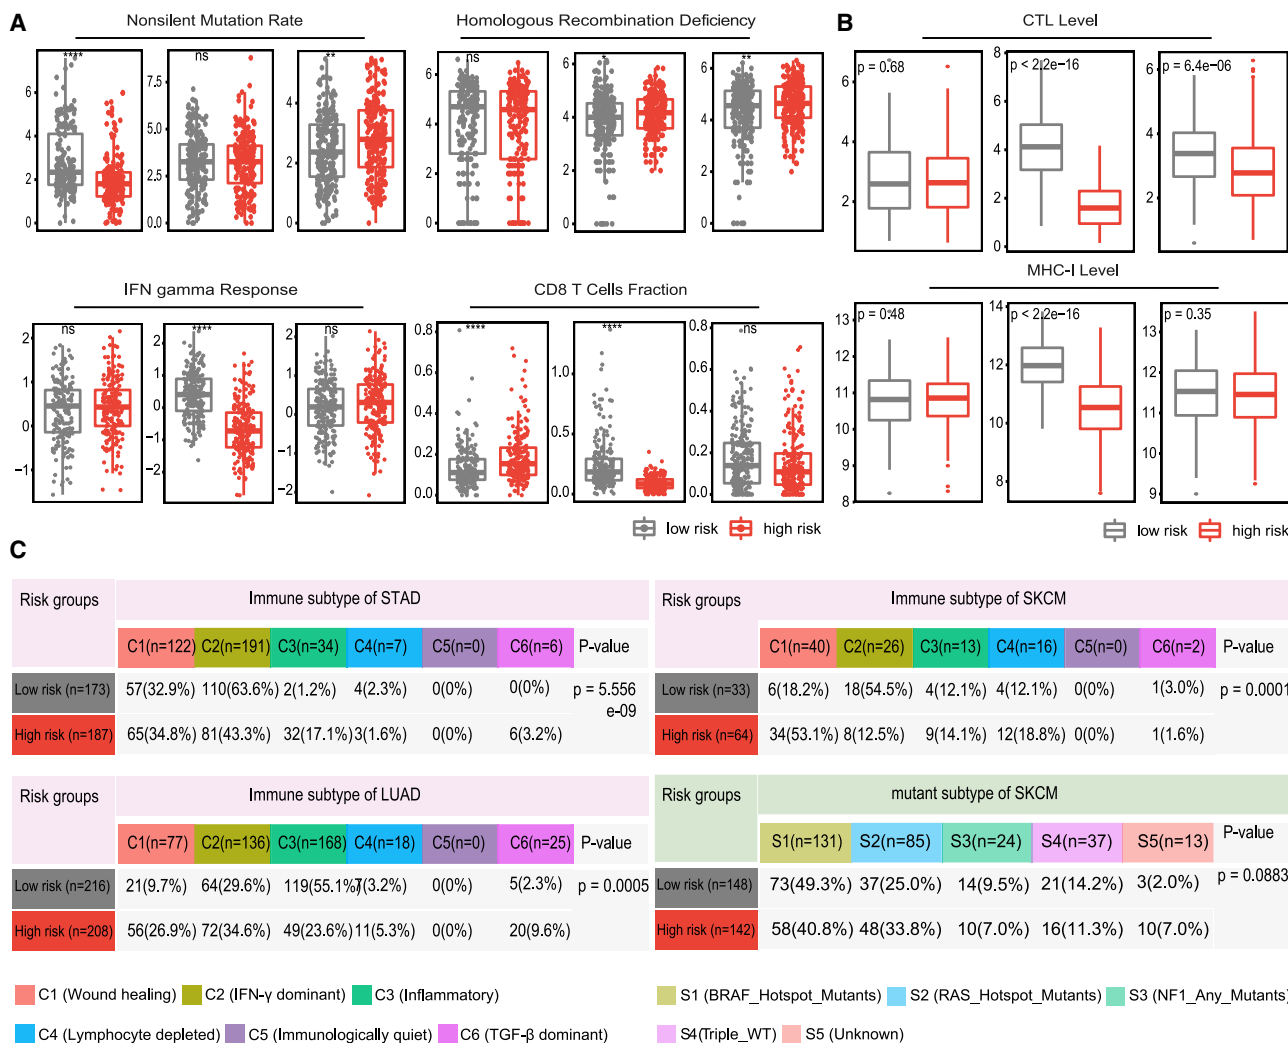 A
Nonsilent Mutation Rate
Homologous Recombination Deficiency
B
CTL Level
**** ns ** ns * **
6 4 2 0
7.5 5.0 2.5 0.0
6 4 2 0
6 4 2 0
6 4 2 0
6 4 2 0
p = 0.68
p < 2.2e−16
p = 6.4e−06
6 4 2
8 6 4 2 0
6 4 2
IFN gamma Response
CD8 T Cells Fraction
MHC-I Level
ns **** ns **** **** ns
2 1 0 −1
2 1 0 −1 −2
2 1 0 −1 −2
0.8 0.6 0.4 0.2 0.0
1.0 0.5 0.0
0.8 0.6 0.4 0.2 0.0
p = 0.48
p < 2.2e−16
p = 0.35
13 12 11 10 9 8
14 12 10 8
13 12 11 10 9
low risk high risk
low risk high risk
C
Risk groups Immune subtype of STAD
C1(n=122) C2(n=191) C3(n=34) C4(n=7) C5(n=0) C6(n=6) P-value
Low risk (n=173) 57(32.9%) 110(63.6%) 2(1.2%) 4(2.3%) 0(0%) 0(0%) p = 5.556
e-09
High risk (n=187) 65(34.8%) 81(43.3%) 32(17.1%) 3(1.6%) 0(0%) 6(3.2%)
Risk groups Immune subtype of SKCM
C1(n=40) C2(n=26) C3(n=13) C4(n=16) C5(n=0) C6(n=2) P-value
Low risk (n=33) 6(18.2%) 18(54.5%) 4(12.1%) 4(12.1%) 0(0%) 1(3.0%) p = 0.0001
High risk (n=64) 34(53.1%) 8(12.5%) 9(14.1%) 12(18.8%) 0(0%) 1(1.6%)
Risk groups Immune subtype of LUAD
C1(n=77) C2(n=136) C3(n=168) C4(n=18) C5(n=0) C6(n=25) P-value
Low risk (n=216) 21(9.7%) 64(29.6%) 119(55.1%) 7(3.2%) 0(0%) 5(2.3%) p = 0.0005
High risk (n=208) 56(26.9%) 72(34.6%) 49(23.6%) 11(5.3%) 0(0%) 20(9.6%)
Risk groups mutant subtype of SKCM
S1(n=131) S2(n=85) S3(n=24) S4(n=37) S5(n=13) P-value
Low risk (n=148) 73(49.3%) 37(25.0%) 14(9.5%) 21(14.2%) 3(2.0%) p = 0.0883
High risk (n=142) 58(40.8%) 48(33.8%) 10(7.0%) 16(11.3%) 10(7.0%)
C1 (Wound healing) C2 (IFN-γ dominant) C3 (Inflammatory)
C4 (Lymphocyte depleted) C5 (Immunologically quiet) C6 (TGF-β dominant)
S1 (BRAF_Hotspot_Mutants) S2 (RAS_Hotspot_Mutants) S3 (NF1_Any_Mutants)
S4(Triple_WT) S5 (Unknown)